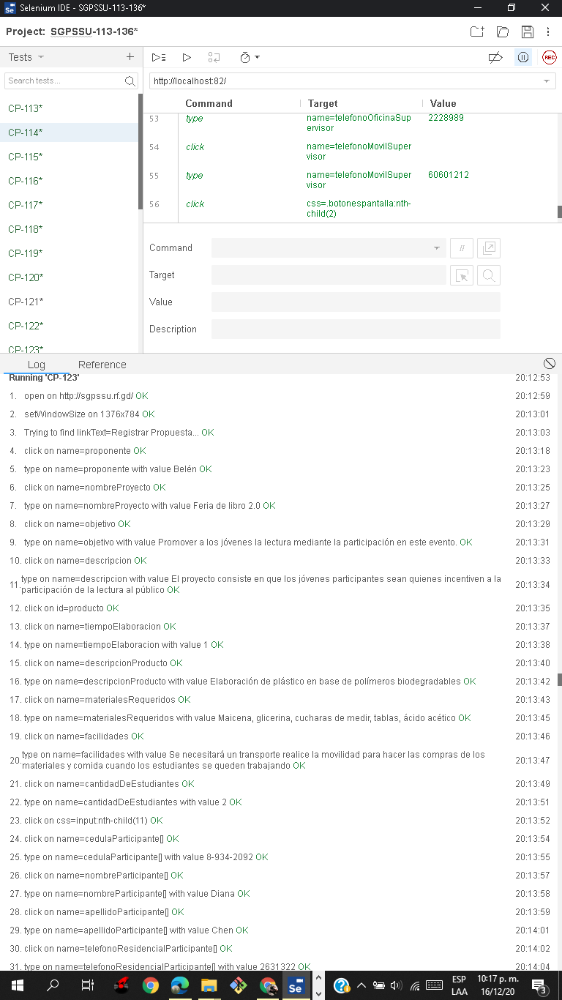 Selenium IDE - SGPSSU-113-136*
Project: SGPSSU-113-136*
Tests
Search tests...
CP-113*
CP-114*
CP-115*
CP-116*
CP-117*
CP-118*
CP-119*
CP-120*
CP-121*
CP-122*
CP-123*
REC
http://localhost:82/
Command Target Value
53 type name=telefonoOficinaSup 2228989
ervisor
54 click name=telefonoMovilSuper
visor
55 type name=telefonoMovilSuper 60601212
visor
56 click css=.botonespantalla:nth-
child(2)
Command //
Target
Value
Description
Log Reference
Running 'CP-123' 20:12:53
1. open on http://sgpssu.rf.gd/ OK 20:12:59
2. setWindowSize on 1376x784 OK 20:13:01
3. Trying to find linkText=Registrar Propuesta... OK 20:13:03
4. click on name=proponente OK 20:13:18
5. type on name=proponente with value Belén OK 20:13:23
6. click on name=nombreProyecto OK 20:13:25
7. type on name=nombreProyecto with value Feria de libro 2.0 OK 20:13:27
8. click on name=objetivo OK 20:13:29
9. type on name=objetivo with value Promover a los jóvenes la lectura mediante la participación en este evento. OK 20:13:31
10. click on name=descripcion OK 20:13:33
11. type on name=descripcion with value El proyecto consiste en que los jóvenes participantes sean quienes incentiven a la
participación de la lectura al público OK 20:13:34
12. click on id=producto OK 20:13:35
13. click on name=tiempoElaboracion OK 20:13:37
14. type on name=tiempoElaboracion with value 1 OK 20:13:38
15. click on name=descripcionProducto OK 20:13:40
16. type on name=descripcionProducto with value Elaboración de plástico en base de polímeros biodegradables OK 20:13:42
17. click on name=materialesRequeridos OK 20:13:43
18. type on name=materialesRequeridos with value Maicena, glicerina, cucharas de medir, tablas, ácido acético OK 20:13:45
19. click on name=facilidades OK 20:13:46
20. type on name=facilidades with value Se necesitará un transporte realice la movilidad para hacer las compras de los
materiales y comida cuando los estudiantes se queden trabajando OK 20:13:47
21. click on name=cantidadDeEstudiantes OK 20:13:49
22. type on name=cantidadDeEstudiantes with value 2 OK 20:13:51
23. click on css=input:nth-child(11) OK 20:13:52
24. click on name=cedulaParticipante[] OK 20:13:54
25. type on name=cedulaParticipante[] with value 8-934-2092 OK 20:13:55
26. click on name=nombreParticipante[] OK 20:13:57
27. type on name=nombreParticipante[] with value Diana OK 20:13:58
28. click on name=apellidoParticipante[] OK 20:13:59
29. type on name=apellidoParticipante[] with value Chen OK 20:14:01
30. click on name=telefonoResidencialParticipante[] OK 20:14:02
31. type on name=telefonoResidencialParticipante[] with value 2631322 OK 20:14:04
Se
ESP 10:17 p. m.
LAA 16/12/20
3